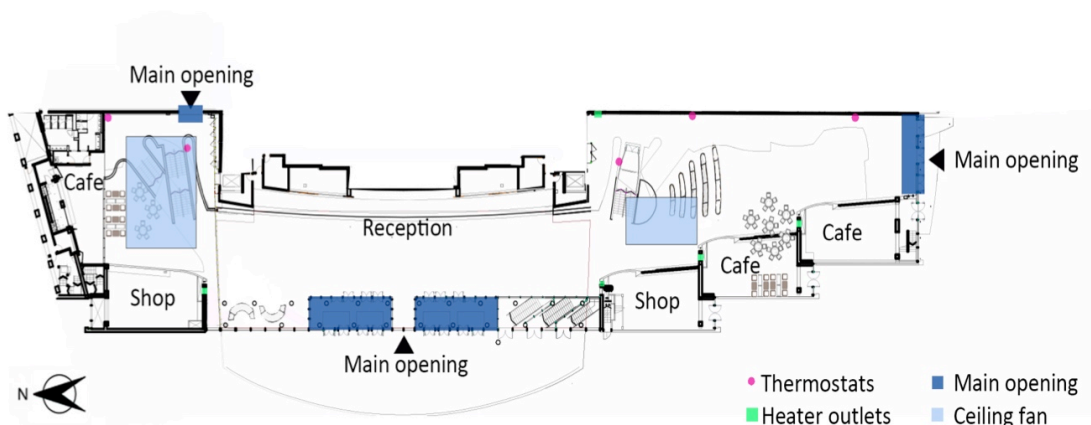 Main opening
Main opening
Cafe
Reception
Cafe
Cafe
Shop
Shop
Main opening
N
Thermostats
Main opening
Heater outlets
Ceiling fan